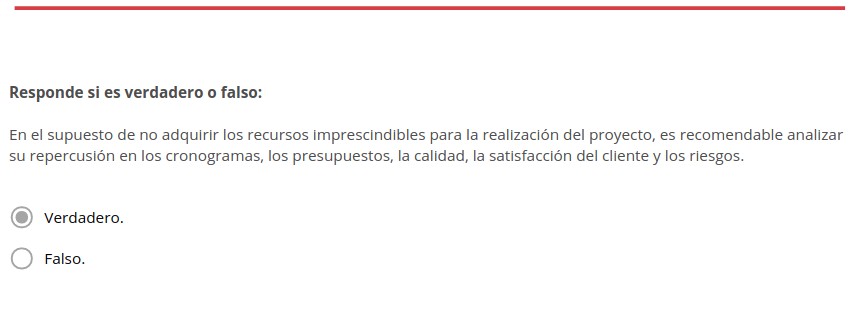 Responde si es verdadero o falso:
En el supuesto de no adquirir los recursos imprescindibles para la realización del proyecto, es recomendable analizar
su repercusión en los cronogramas, los presupuestos, la calidad, la satisfacción del cliente y los riesgos.
Verdadero.
Falso.